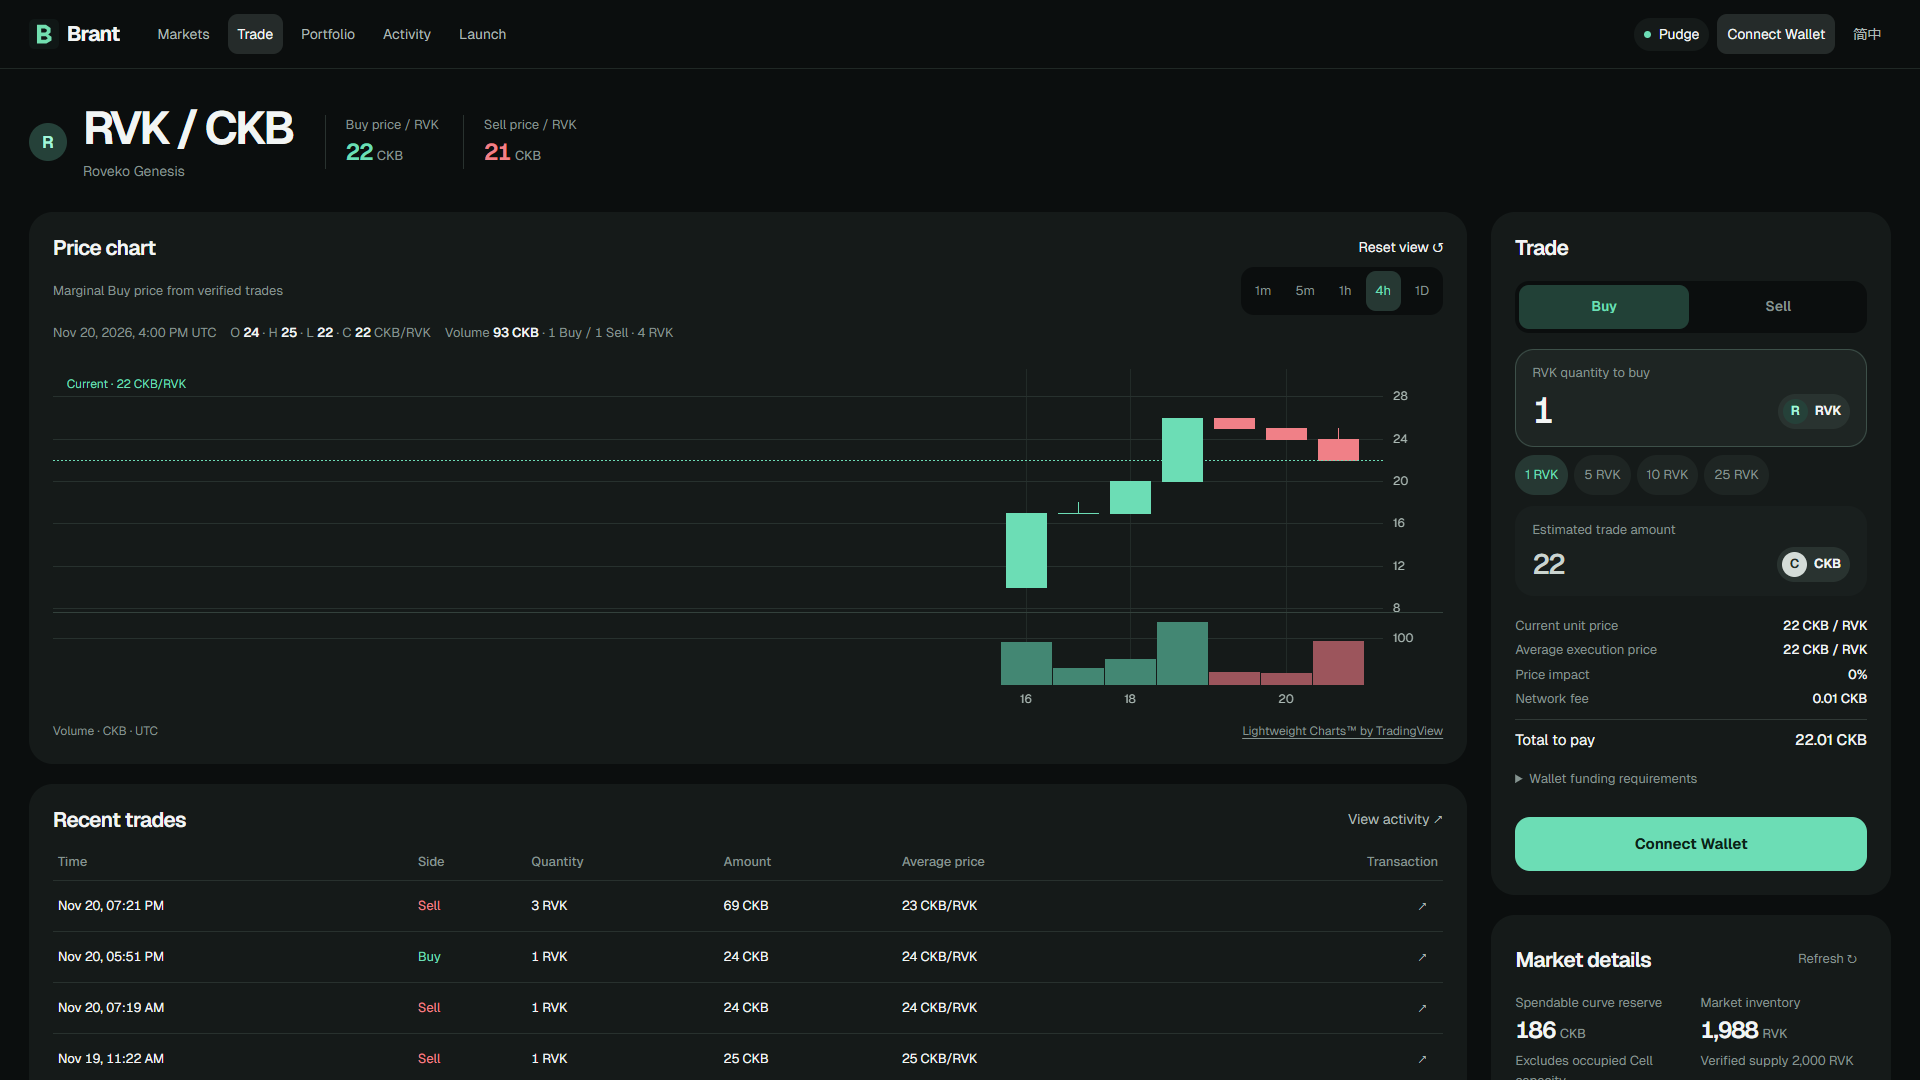 B Brant
Markets
Trade
Portfolio
Activity
Launch
Pudge
Connect Wallet
简中
R
RVK / CKB
Roveko Genesis
Buy price / RVK
22 CKB
Sell price / RVK
21 CKB
Price chart
Reset view ↺
Marginal Buy price from verified trades
1m 5m 1h 4h 1D
Nov 20, 2026, 4:00 PM UTC O 24 · H 25 · L 22 · C 22 CKB/RVK Volume 93 CKB · 1 Buy / 1 Sell · 4 RVK
Current · 22 CKB/RVK
28
24
20
16
12
8
100
16 18 20
Volume · CKB · UTC
Lightweight Charts™ by TradingView
Recent trades
View activity ↗
Time Side Quantity Amount Average price Transaction
Nov 20, 07:21 PM Sell 3 RVK 69 CKB 23 CKB/RVK ↗
Nov 20, 05:51 PM Buy 1 RVK 24 CKB 24 CKB/RVK ↗
Nov 20, 07:19 AM Sell 1 RVK 24 CKB 24 CKB/RVK ↗
Nov 19, 11:22 AM Sell 1 RVK 25 CKB 25 CKB/RVK ↗
Trade
Buy Sell
RVK quantity to buy
1 R RVK
1 RVK 5 RVK 10 RVK 25 RVK
Estimated trade amount
22 C CKB
Current unit price 22 CKB / RVK
Average execution price 22 CKB / RVK
Price impact 0%
Network fee 0.01 CKB
Total to pay 22.01 CKB
▶ Wallet funding requirements
Connect Wallet
Market details
Refresh ↻
Spendable curve reserve
186 CKB
Excludes occupied Cell
capacity
Market inventory
1,988 RVK
Verified supply 2,000 RVK